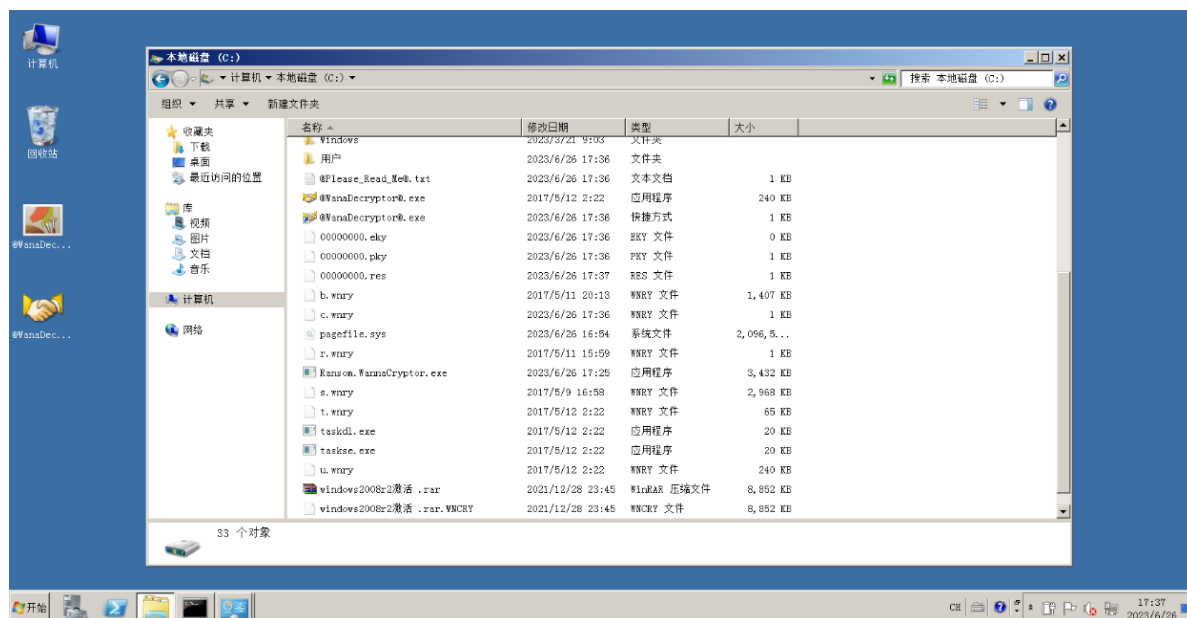 计算机
回收站
@WanaDec...
@WanaDec...
本地磁盘 (C:)
计算机 本地磁盘 (C:)
搜索 本地磁盘 (C:)
组织 共享 新建文件夹
收藏夹
下载
桌面
最近访问的位置
库
视频
图片
文档
音乐
计算机
网络
名称 修改日期 类型 大小
Windows 2023/3/21 9:03 文件夹
用户 2023/6/26 17:36 文件夹
@Please_Read_Me@.txt 2023/6/26 17:36 文本文档 1 KB
@WanaDecryptor@.exe 2017/5/12 2:22 应用程序 240 KB
@WanaDecryptor@.exe 2023/6/26 17:36 快捷方式 1 KB
00000000.eky 2023/6/26 17:36 EKY 文件 0 KB
00000000.pky 2023/6/26 17:36 PKY 文件 1 KB
00000000.res 2023/6/26 17:37 RES 文件 1 KB
b.wnry 2017/5/11 20:13 WNRY 文件 1,407 KB
c.wnry 2023/6/26 17:36 WNRY 文件 1 KB
pagefile.sys 2023/6/26 16:54 系统文件 2,096,5...
r.wnry 2017/5/11 15:59 WNRY 文件 1 KB
Ransom.WannaCryptor.exe 2023/6/26 17:25 应用程序 3,432 KB
s.wnry 2017/5/9 16:58 WNRY 文件 2,968 KB
t.wnry 2017/5/12 2:22 WNRY 文件 65 KB
taskdl.exe 2017/5/12 2:22 应用程序 20 KB
taskse.exe 2017/5/12 2:22 应用程序 20 KB
u.wnry 2017/5/12 2:22 WNRY 文件 240 KB
windows2008r2激活 .rar 2021/12/28 23:45 WinRAR 压缩文件 8,852 KB
windows2008r2激活 .rar.WNCRY 2021/12/28 23:45 WNCRY 文件 8,852 KB
33 个对象
开始
CH
17:37
2023/6/26